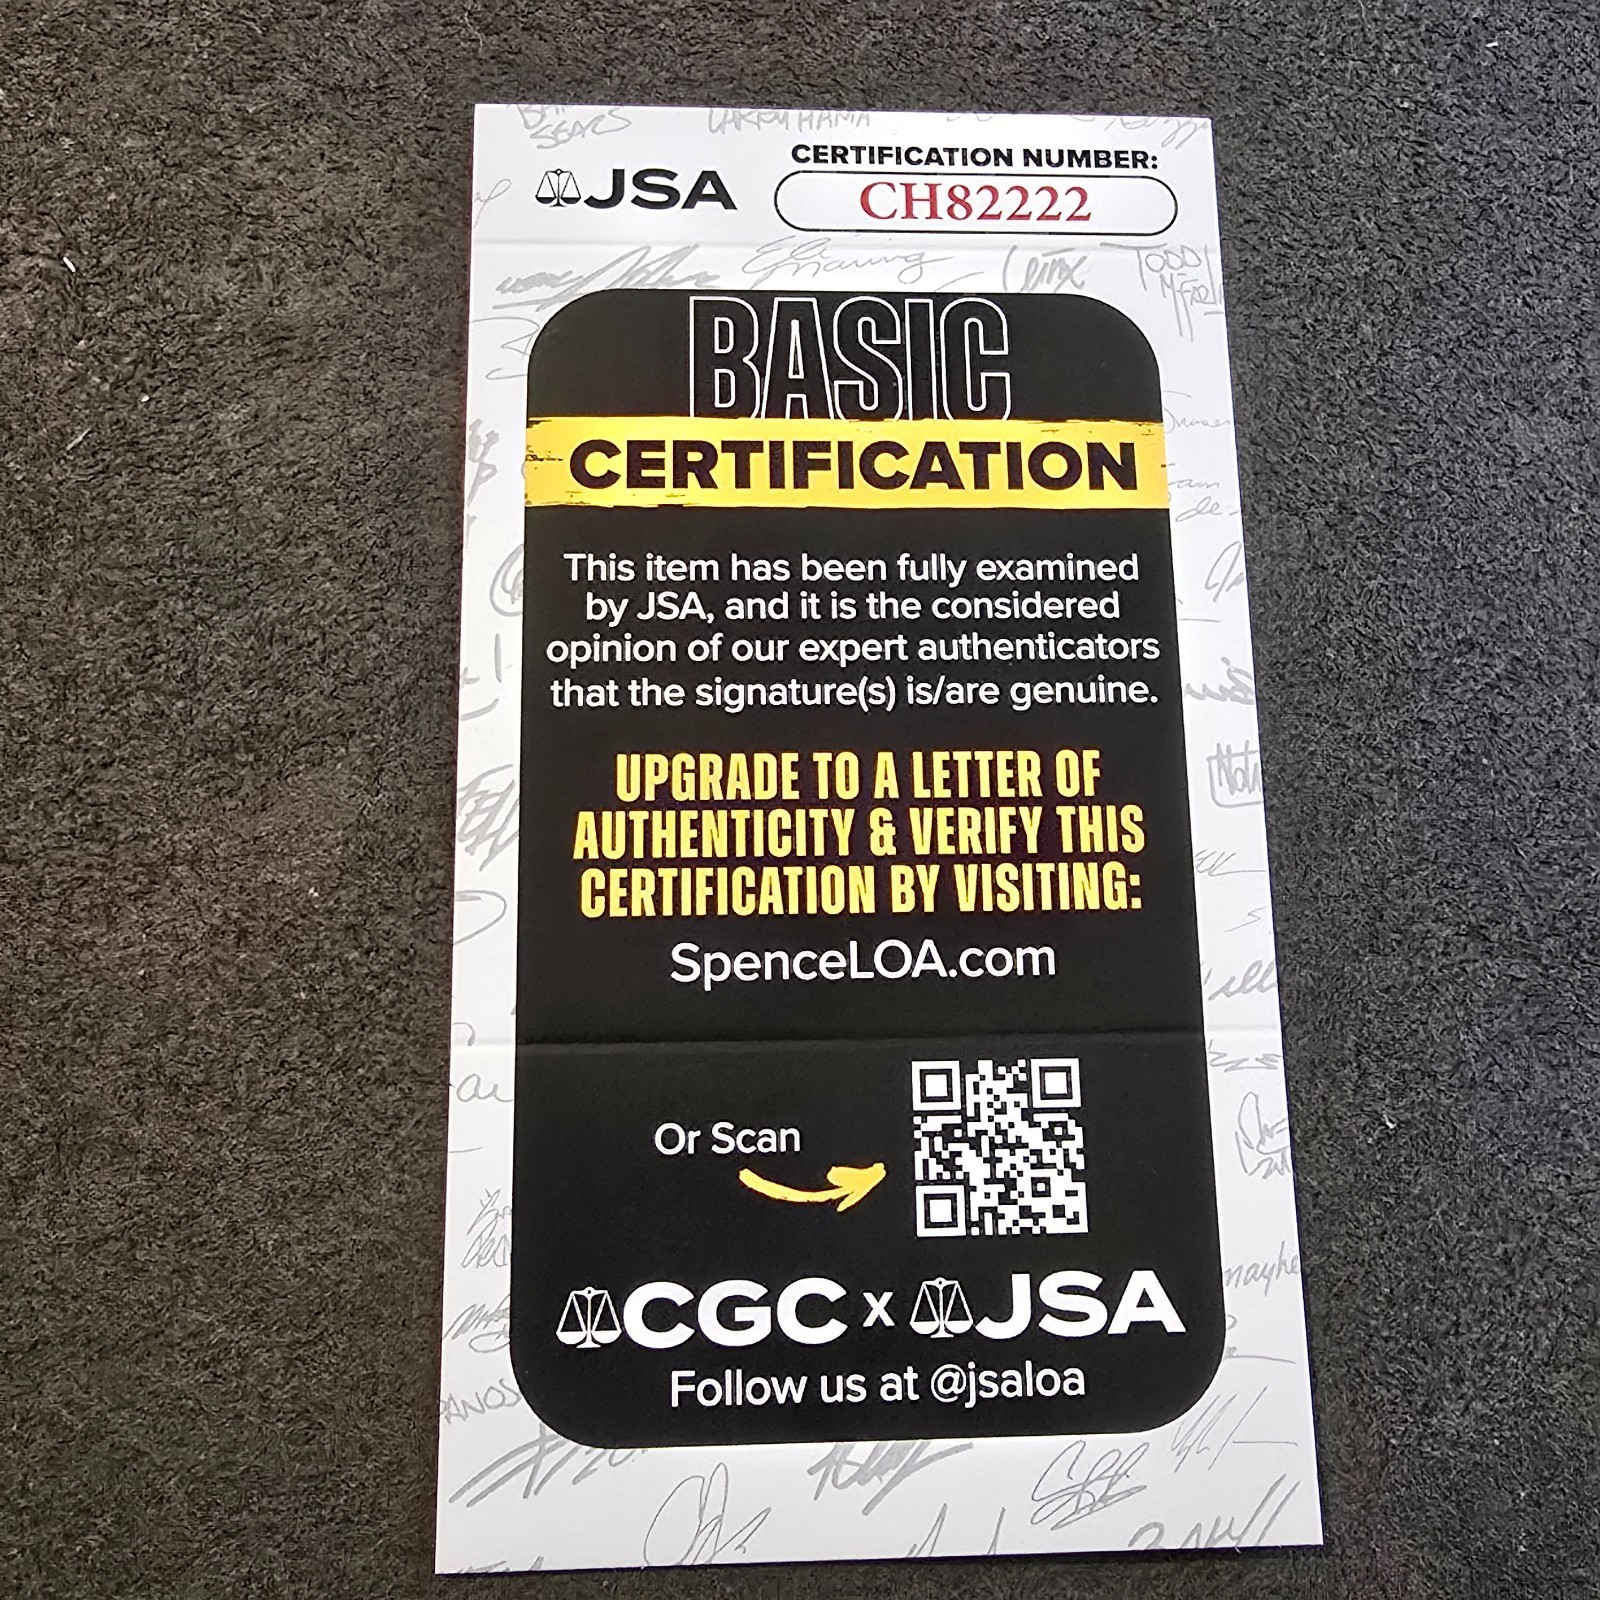 JSA
CERTIFICATION NUMBER:
CH82222
BASIC
CERTIFICATION
This item has been fully examined
by JSA, and it is the considered
opinion of our expert authenticators
that the signature(s) is/are genuine.
UPGRADE TO A LETTER OF
AUTHENTICITY & VERIFY THIS
CERTIFICATION BY VISITING:
SpenceLOA.com
Or Scan
CGC x JSA
Follow us at @jsaloa